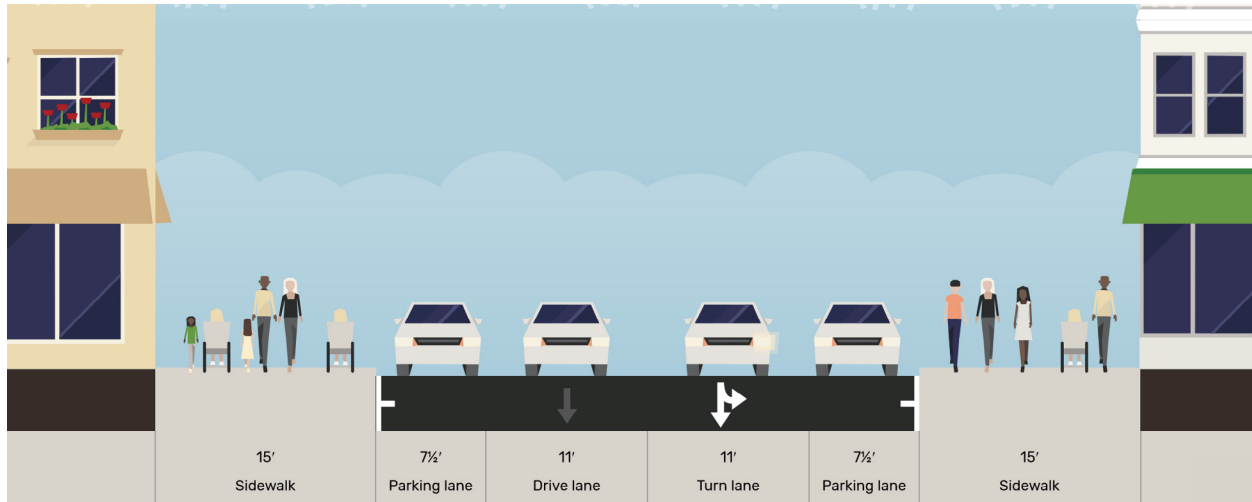 15′
Sidewalk
7½′
Parking lane
11′
Drive lane
11′
Turn lane
7½′
Parking lane
15′
Sidewalk